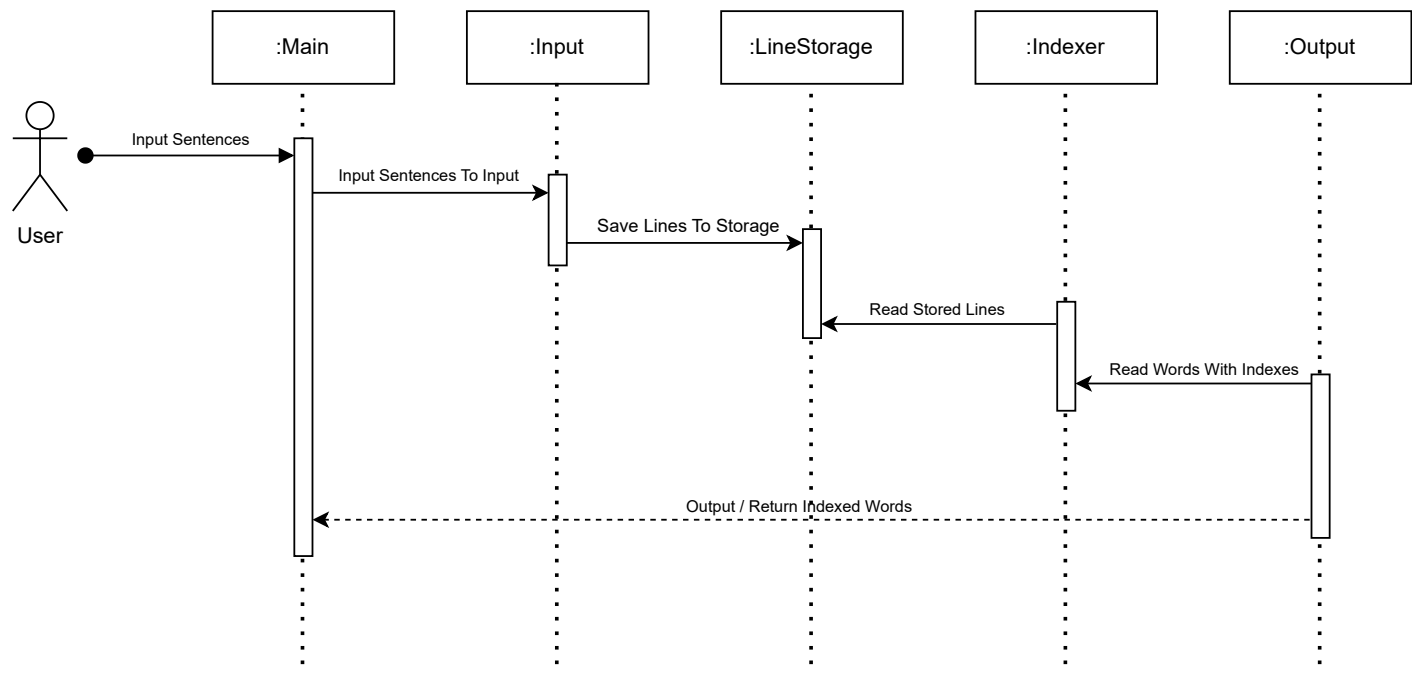 :Main
:Input
:LineStorage
:Indexer
:Output
Input Sentences
Input Sentences To Input
Save Lines To Storage
User
Read Stored Lines
Read Words With Indexes
Output / Return Indexed Words